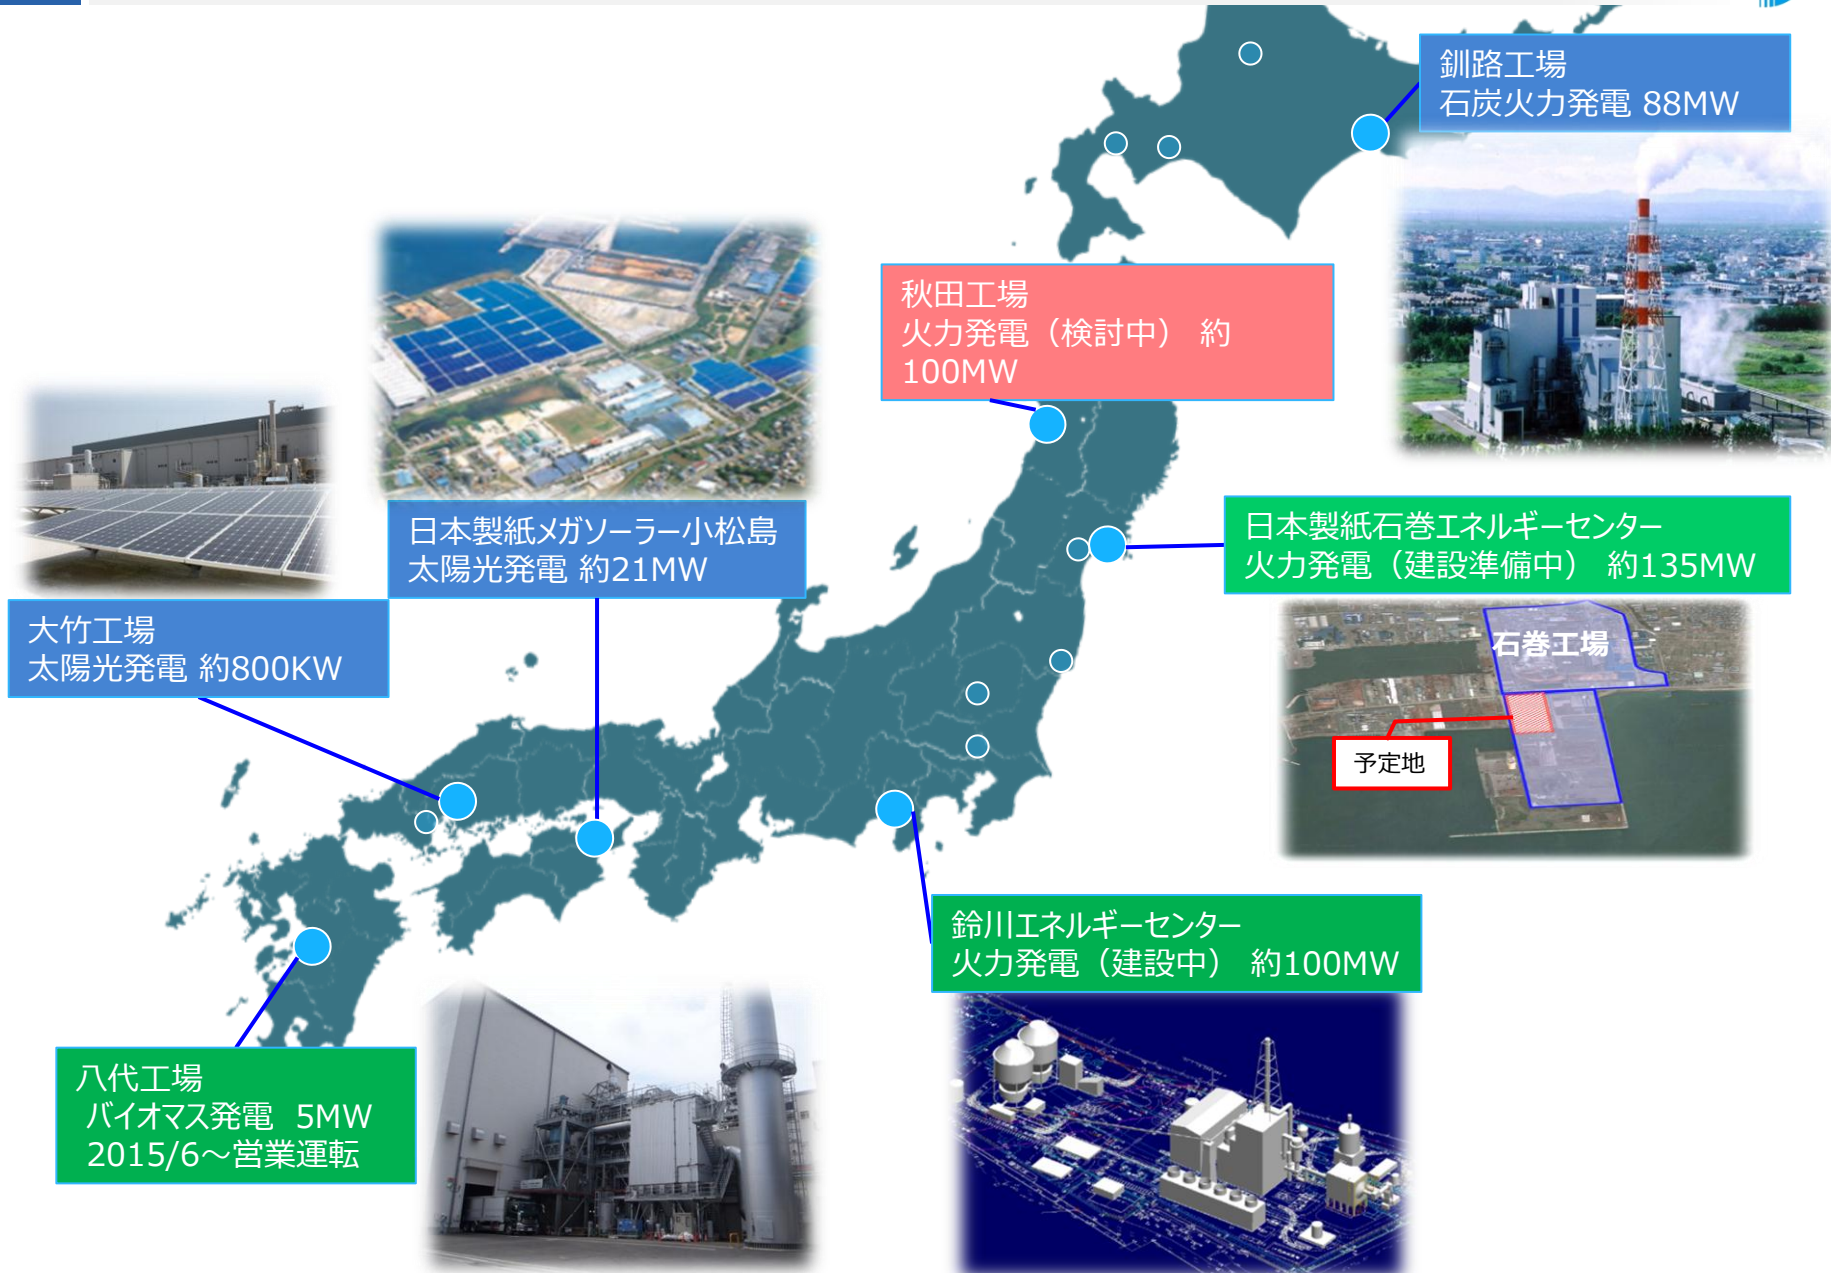 釧路工場
石炭火力発電 88MW
秋田工場
火力発電（検討中） 約
100MW
日本製紙メガソーラー小松島
太陽光発電 約21MW
日本製紙石巻エネルギーセンター
火力発電（建設準備中） 約135MW
大竹工場
太陽光発電 約800KW
石巻工場
予定地
鈴川エネルギーセンター
火力発電（建設中） 約100MW
八代工場
バイオマス発電 5MW
2015/6～営業運転